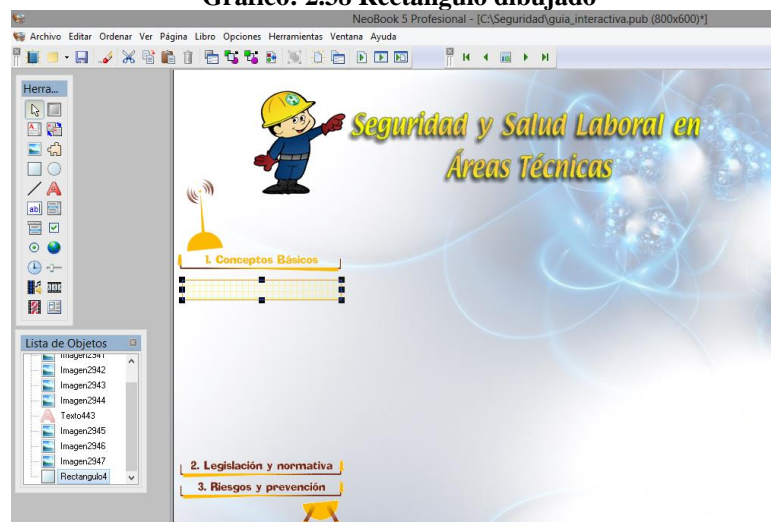 Gráfico: 2.38 Rectángulo dibujado
NeoBook 5 Profesional - [C:\Seguridad\guia_interactiva.pub (800x600)*]
Archivo Editar Ordenar Ver Página Libro Opciones Herramientas Ventana Ayuda
Herra...
Seguridad y Salud Laboral en
Áreas Técnicas
1. Conceptos Básicos
Lista de Objetos
Imagen2941
Imagen2942
Imagen2943
Imagen2944
Texto443
Imagen2945
Imagen2946
Imagen2947
Rectangulo4
2. Legislación y normativa
3. Riesgos y prevención